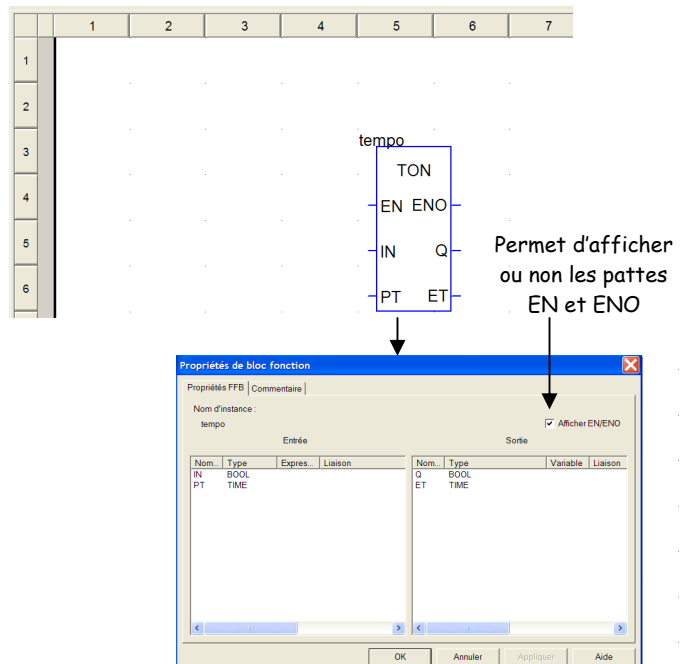 1 2 3 4 5 6 7
1
2
3
4
5
6
tempo
TON
EN ENO
IN Q
PT ET
Permet d'afficher
ou non les pattes
EN et ENO
Propriétés de bloc fonction
Propriétés FFB Commentaire
Nom d'instance :
tempo
Afficher EN/ENO
Entrée Sortie
Nom... Type Expres... Liaison Nom... Type Variable Liaison
IN BOOL Q BOOL
PT TIME ET TIME
OK Annuler Appliquer Aide